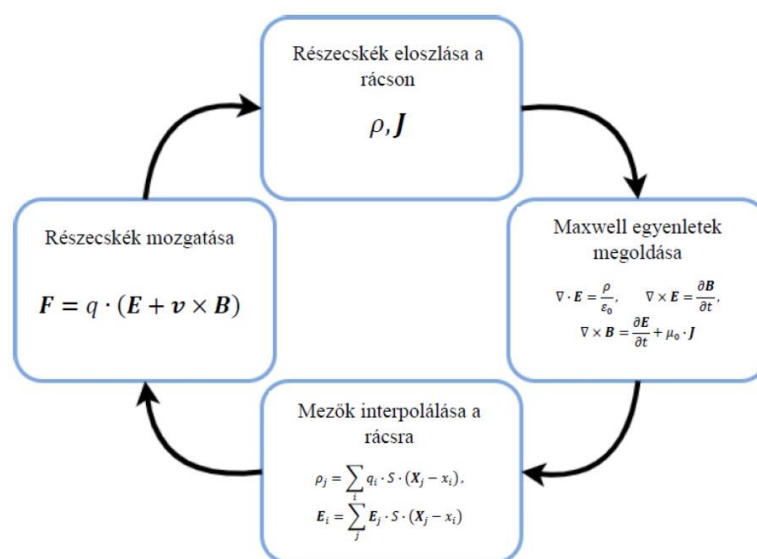 Részecskék eloszlása a
rácson
ρ, J
Maxwell egyenletek
megoldása
∇ · E = ρ/ε₀, ∇ × E = ∂B/∂t,
∇ × B = ∂E/∂t + μ₀ · J
Mezők interpolálása a
rácsra
ρⱼ = ∑ᵢ qᵢ · S · (Xⱼ − xᵢ),
Eᵢ = ∑ⱼ Eⱼ · S · (Xⱼ − xᵢ)
Részecskék mozgatása
F = q · (E + v × B)